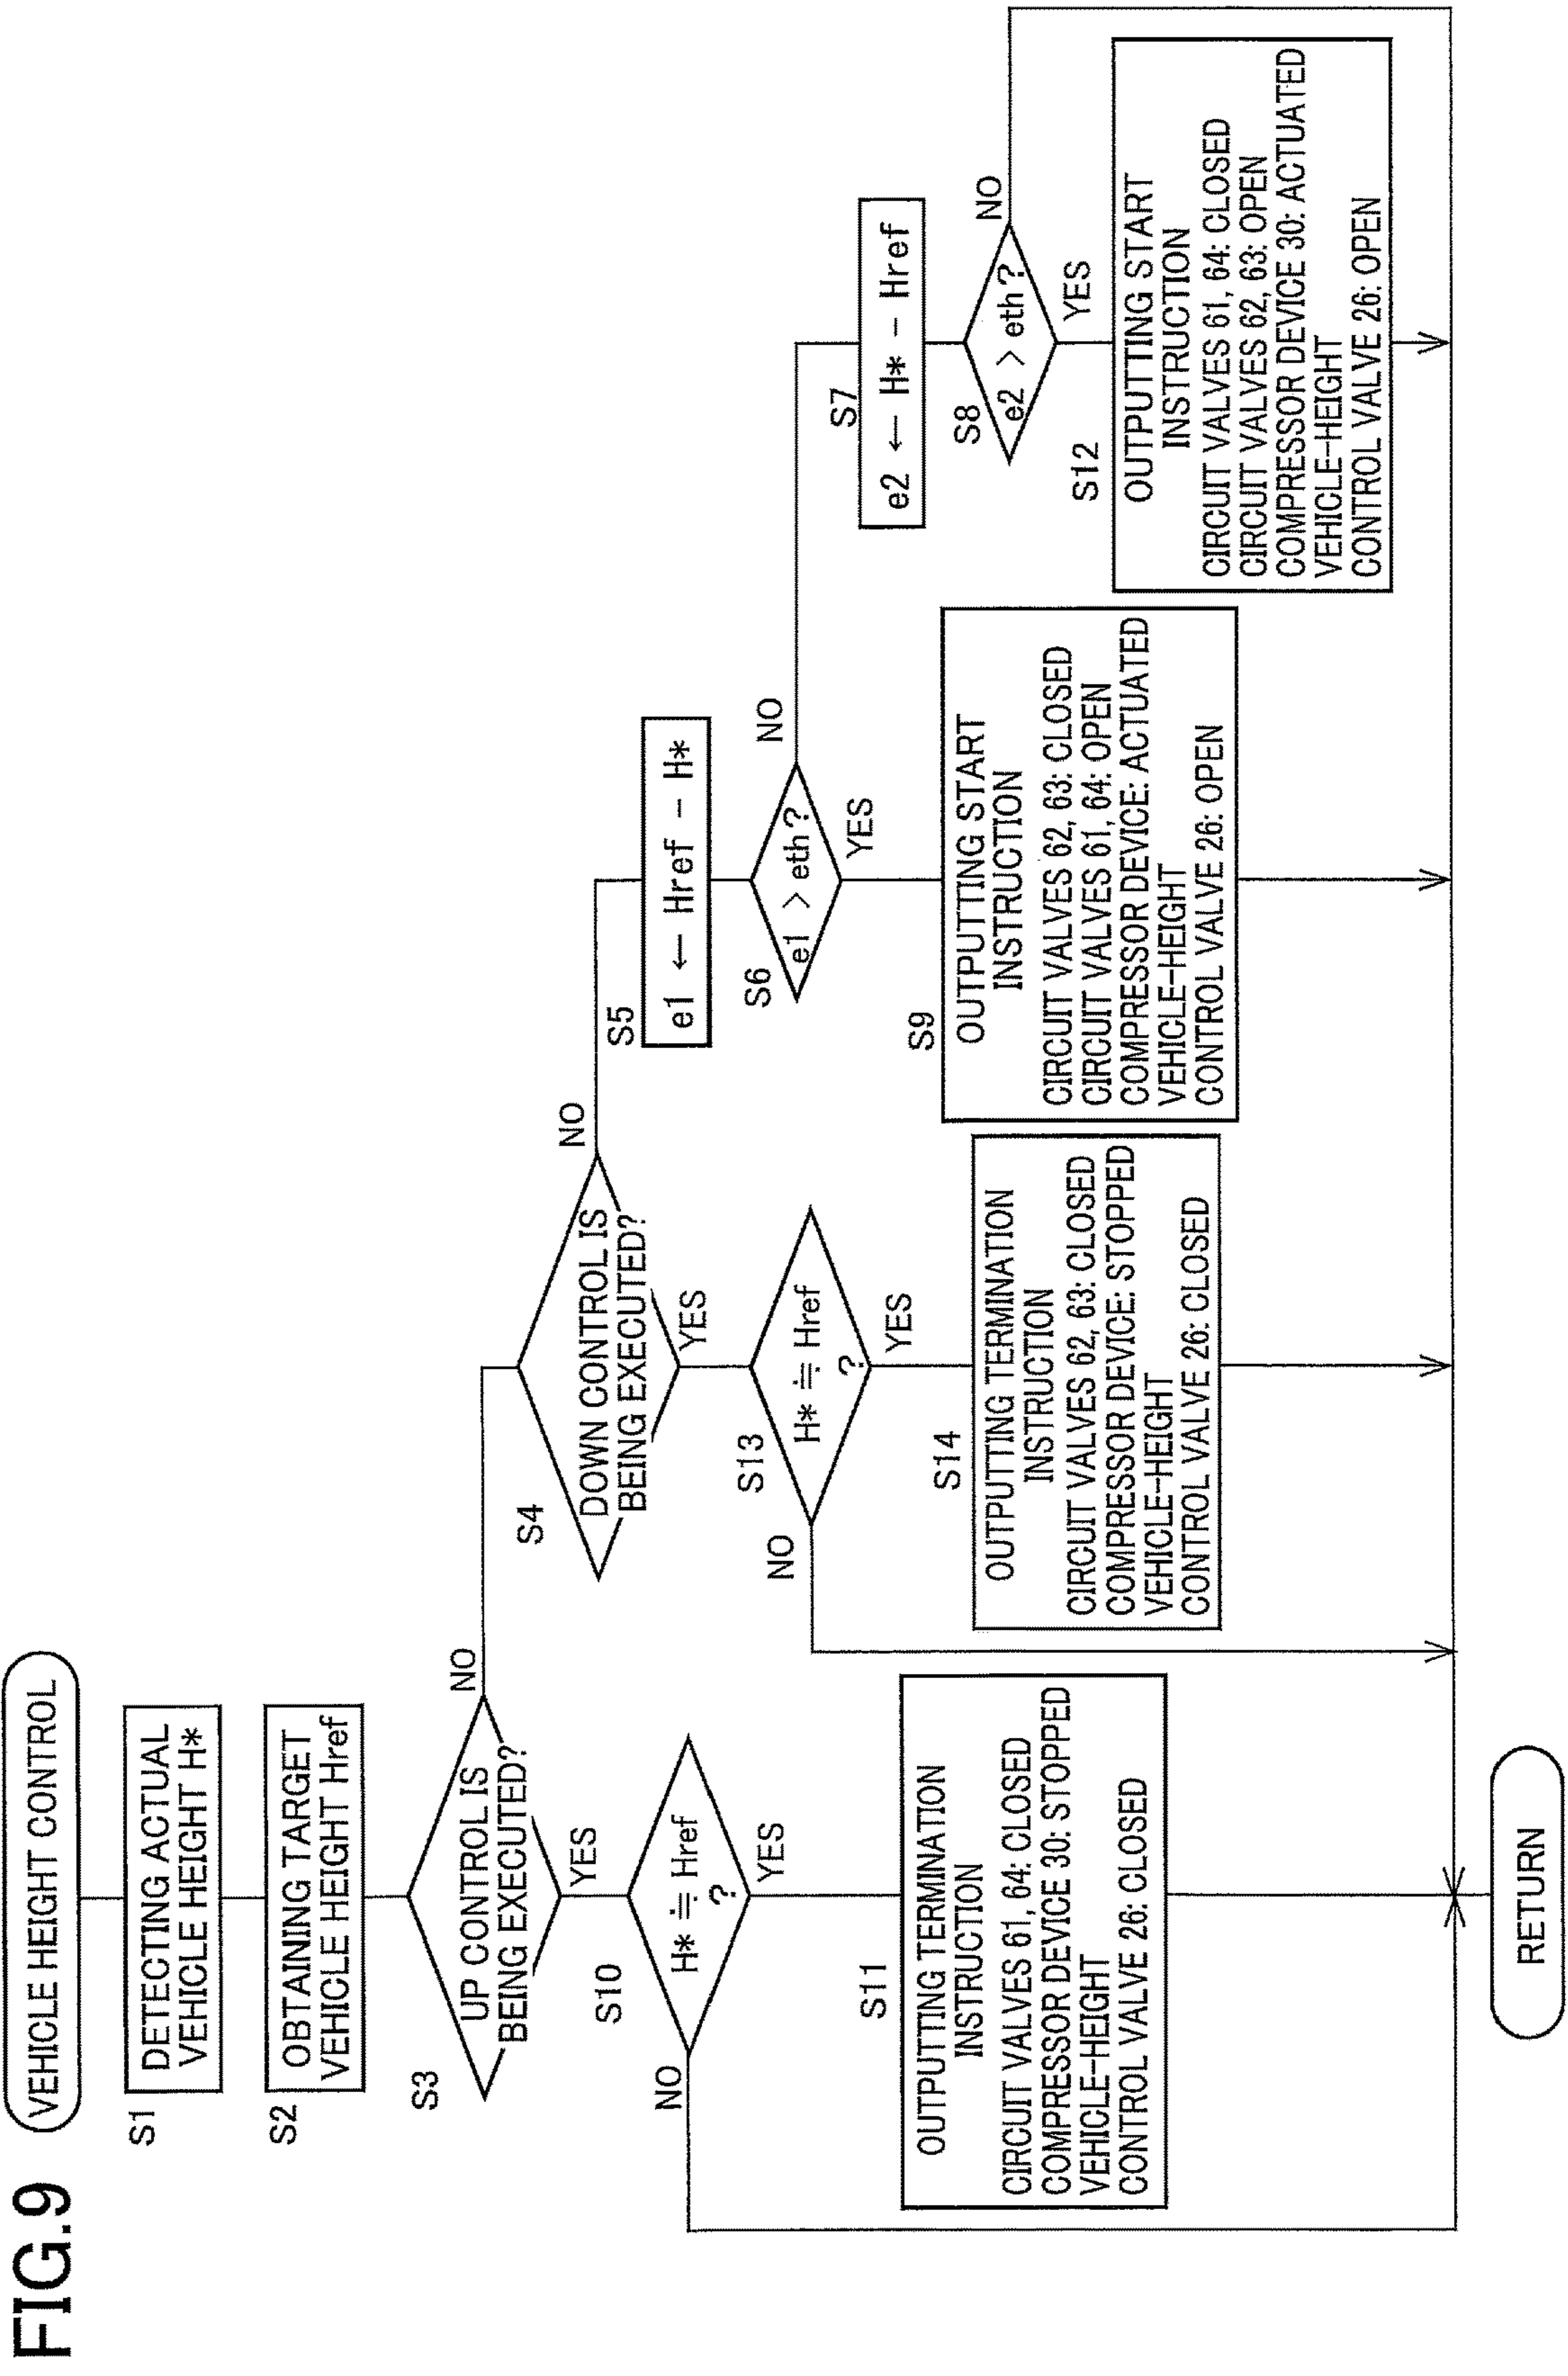 FIG.9
VEHICLE HEIGHT CONTROL
S1
DETECTING ACTUAL
VEHICLE HEIGHT H*
S2
OBTAINING TARGET
VEHICLE HEIGHT Href
S3
UP CONTROL IS
BEING EXECUTED?
NO
YES
S10
H* ≒ Href
?
NO
YES
S11
OUTPUTTING TERMINATION
INSTRUCTION
CIRCUIT VALVES 61, 64: CLOSED
COMPRESSOR DEVICE 30: STOPPED
VEHICLE-HEIGHT
CONTROL VALVE 26: CLOSED
S4
DOWN CONTROL IS
BEING EXECUTED?
NO
YES
S13
H* ≒ Href
?
NO
YES
S14
OUTPUTTING TERMINATION
INSTRUCTION
CIRCUIT VALVES 62, 63: CLOSED
COMPRESSOR DEVICE: STOPPED
VEHICLE-HEIGHT
CONTROL VALVE 26: CLOSED
S5
e1 ← Href - H*
S6
e1 > eth?
NO
YES
S9
OUTPUTTING START
INSTRUCTION
CIRCUIT VALVES 62, 63: CLOSED
CIRCUIT VALVES 61, 64: OPEN
COMPRESSOR DEVICE: ACTUATED
VEHICLE-HEIGHT
CONTROL VALVE 26: OPEN
S7
e2 ← H* - Href
S8
e2 > eth?
NO
YES
S12
OUTPUTTING START
INSTRUCTION
CIRCUIT VALVES 61, 64: CLOSED
CIRCUIT VALVES 62, 63: OPEN
COMPRESSOR DEVICE 30: ACTUATED
VEHICLE-HEIGHT
CONTROL VALVE 26: OPEN
RETURN